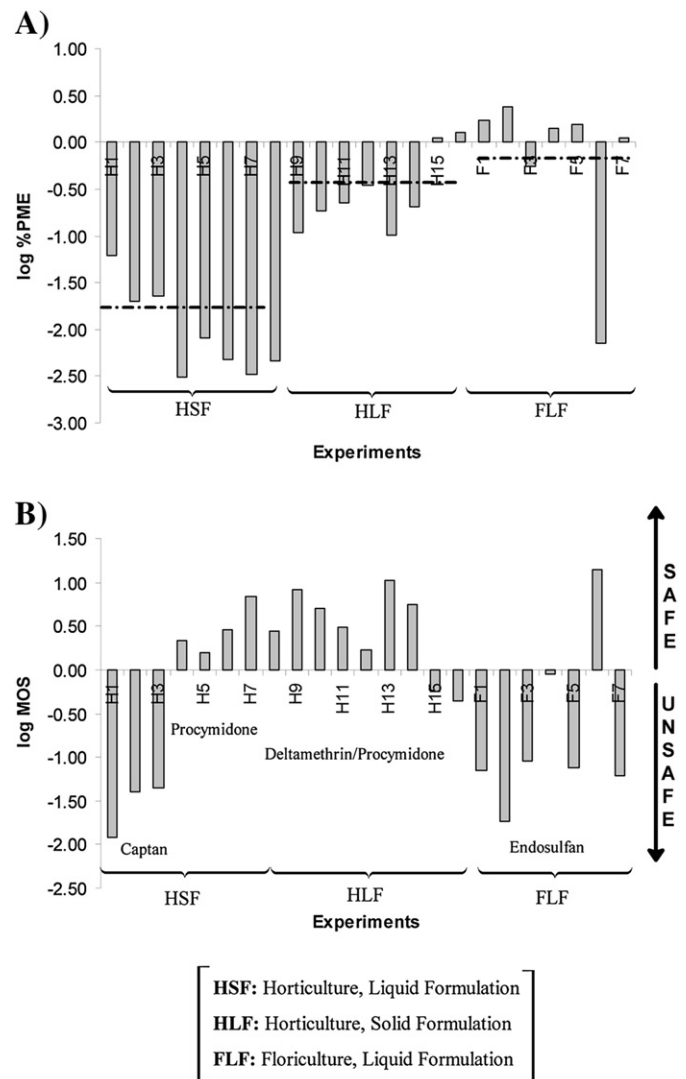 A)
1.00
0.50
0.00
-0.50
-1.00
-1.50
-2.00
-2.50
-3.00
log %PME
H1
H3
H5
H7
H9
H11
H13
H15
F1
F3
F5
F7
HSF
HLF
FLF
Experiments
B)
1.50
1.00
0.50
0.00
-0.50
-1.00
-1.50
-2.00
-2.50
log MOS
H1
H3
H5
H7
H9
H11
H13
H15
F1
F3
F5
F7
Procymidone
Deltamethrin/Procymidone
Captan
Endosulfan
HSF
HLF
FLF
Experiments
SAFE
UNSAFE
HSF: Horticulture, Liquid Formulation
HLF: Horticulture, Solid Formulation
FLF: Floriculture, Liquid Formulation